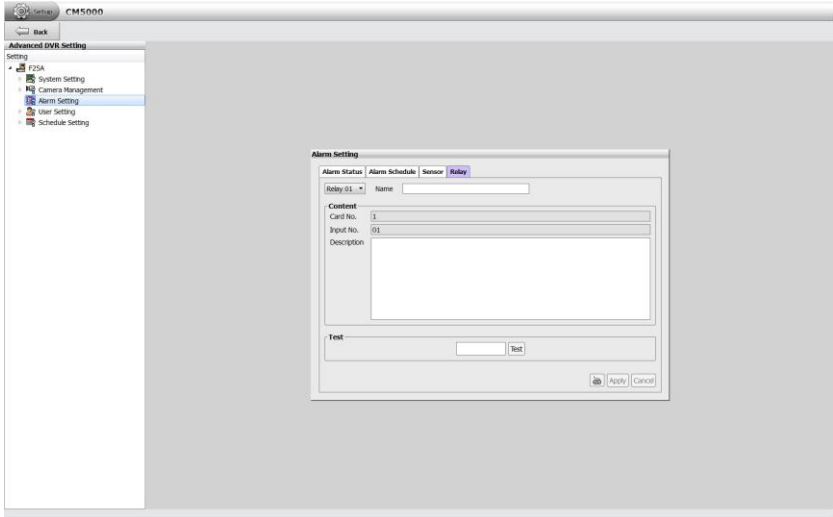 Setup CM5000
Back
Advanced DVR Setting
Setting
F2SA
System Setting
Camera Management
Alarm Setting
User Setting
Schedule Setting
Alarm Setting
Alarm Status Alarm Schedule Sensor Relay
Relay 01 Name
Content
Card No. 1
Input No. 01
Description
Test
Test
Apply Cancel